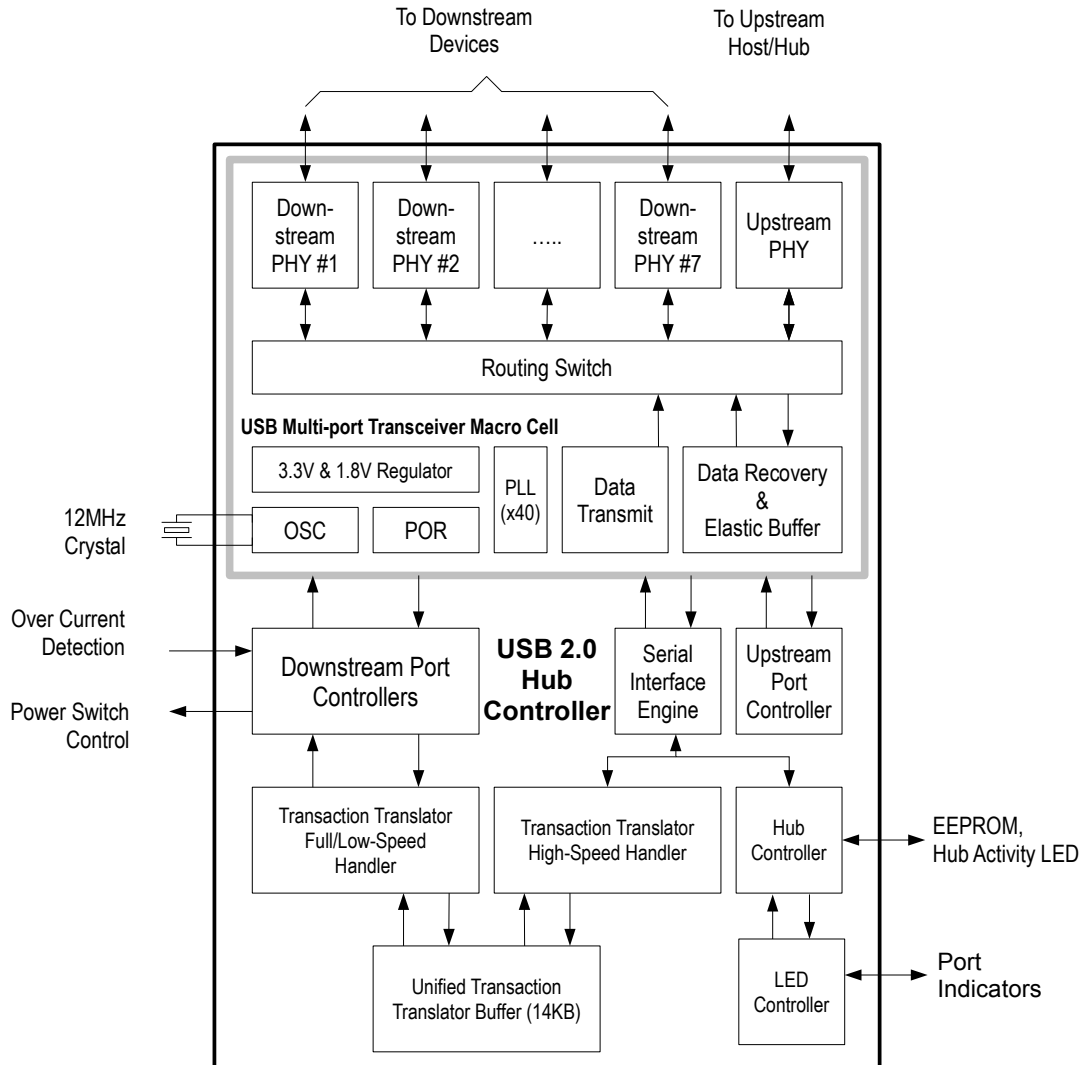 To Downstream
Devices
To Upstream
Host/Hub
Down-
stream
PHY #1
Down-
stream
PHY #2
.....
Down-
stream
PHY #7
Upstream
PHY
Routing Switch
USB Multi-port Transceiver Macro Cell
3.3V & 1.8V Regulator
OSC
POR
PLL
(x40)
Data
Transmit
Data Recovery
&
Elastic Buffer
12MHz
Crystal
Over Current
Detection
Power Switch
Control
Downstream Port
Controllers
USB 2.0
Hub
Controller
Serial
Interface
Engine
Upstream
Port
Controller
Transaction Translator
Full/Low-Speed
Handler
Transaction Translator
High-Speed Handler
Hub
Controller
EEPROM,
Hub Activity LED
Unified Transaction
Translator Buffer (14KB)
LED
Controller
Port
Indicators